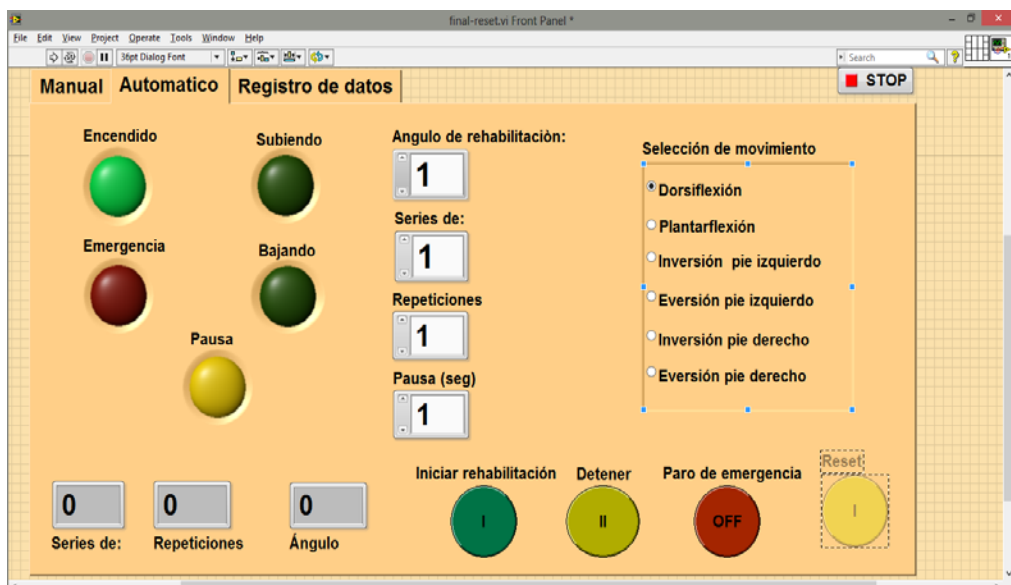 final-reset.vi Front Panel *
File Edit View Project Operate Tools Window Help
36pt Dialog Font
Search
Manual Automatico Registro de datos
STOP
Encendido
Subiendo
Angulo de rehabilitaciòn:
1
Selección de movimiento
Dorsiflexión
Series de:
1
Plantarflexión
Emergencia
Bajando
Inversión pie izquierdo
Repeticiones
1
Eversión pie izquierdo
Pausa
Inversión pie derecho
Pausa (seg)
1
Eversión pie derecho
Iniciar rehabilitación
I
Detener
II
Paro de emergencia
OFF
Reset
I
0
Series de:
0
Repeticiones
0
Ángulo